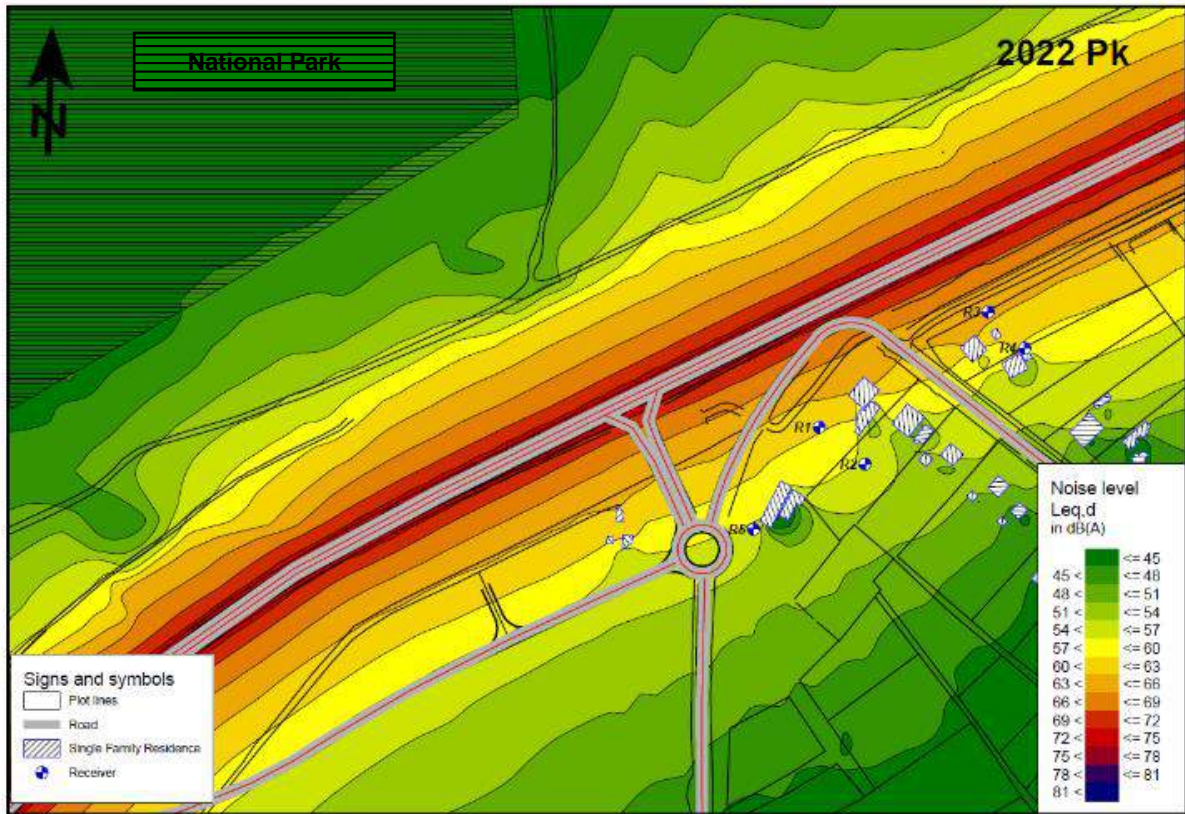 National Park
2022 Pk
N
R3
R4
R1
R2
R5
Noise level
Leq.d
in dB(A)
<= 45
45 < <= 48
48 < <= 51
51 < <= 54
54 < <= 57
57 < <= 60
60 < <= 63
63 < <= 66
66 < <= 69
69 < <= 72
72 < <= 75
75 < <= 78
78 < <= 81
81 <
Signs and symbols
Plot lines
Road
Single Family Residence
Receiver